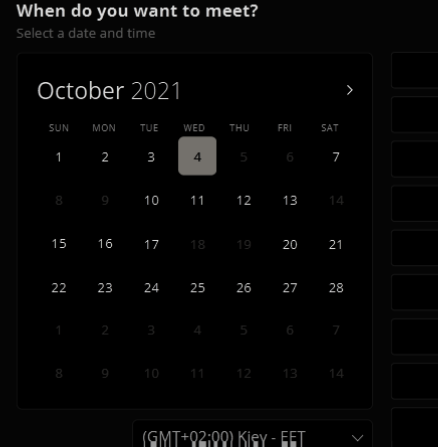 When do you want to meet?
Select a date and time
October 2021
SUN MON TUE WED THU FRI SAT
1 2 3 4 5 6 7
8 9 10 11 12 13 14
15 16 17 18 19 20 21
22 23 24 25 26 27 28
1 2 3 4 5 6 7
8 9 10 11 12 13 14
(GMT+02:00) Kiev - EET